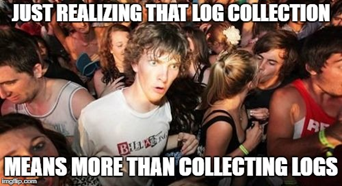 JUST REALIZING THAT LOG COLLECTION
MEANS MORE THAN COLLECTING LOGS
imgflip.com